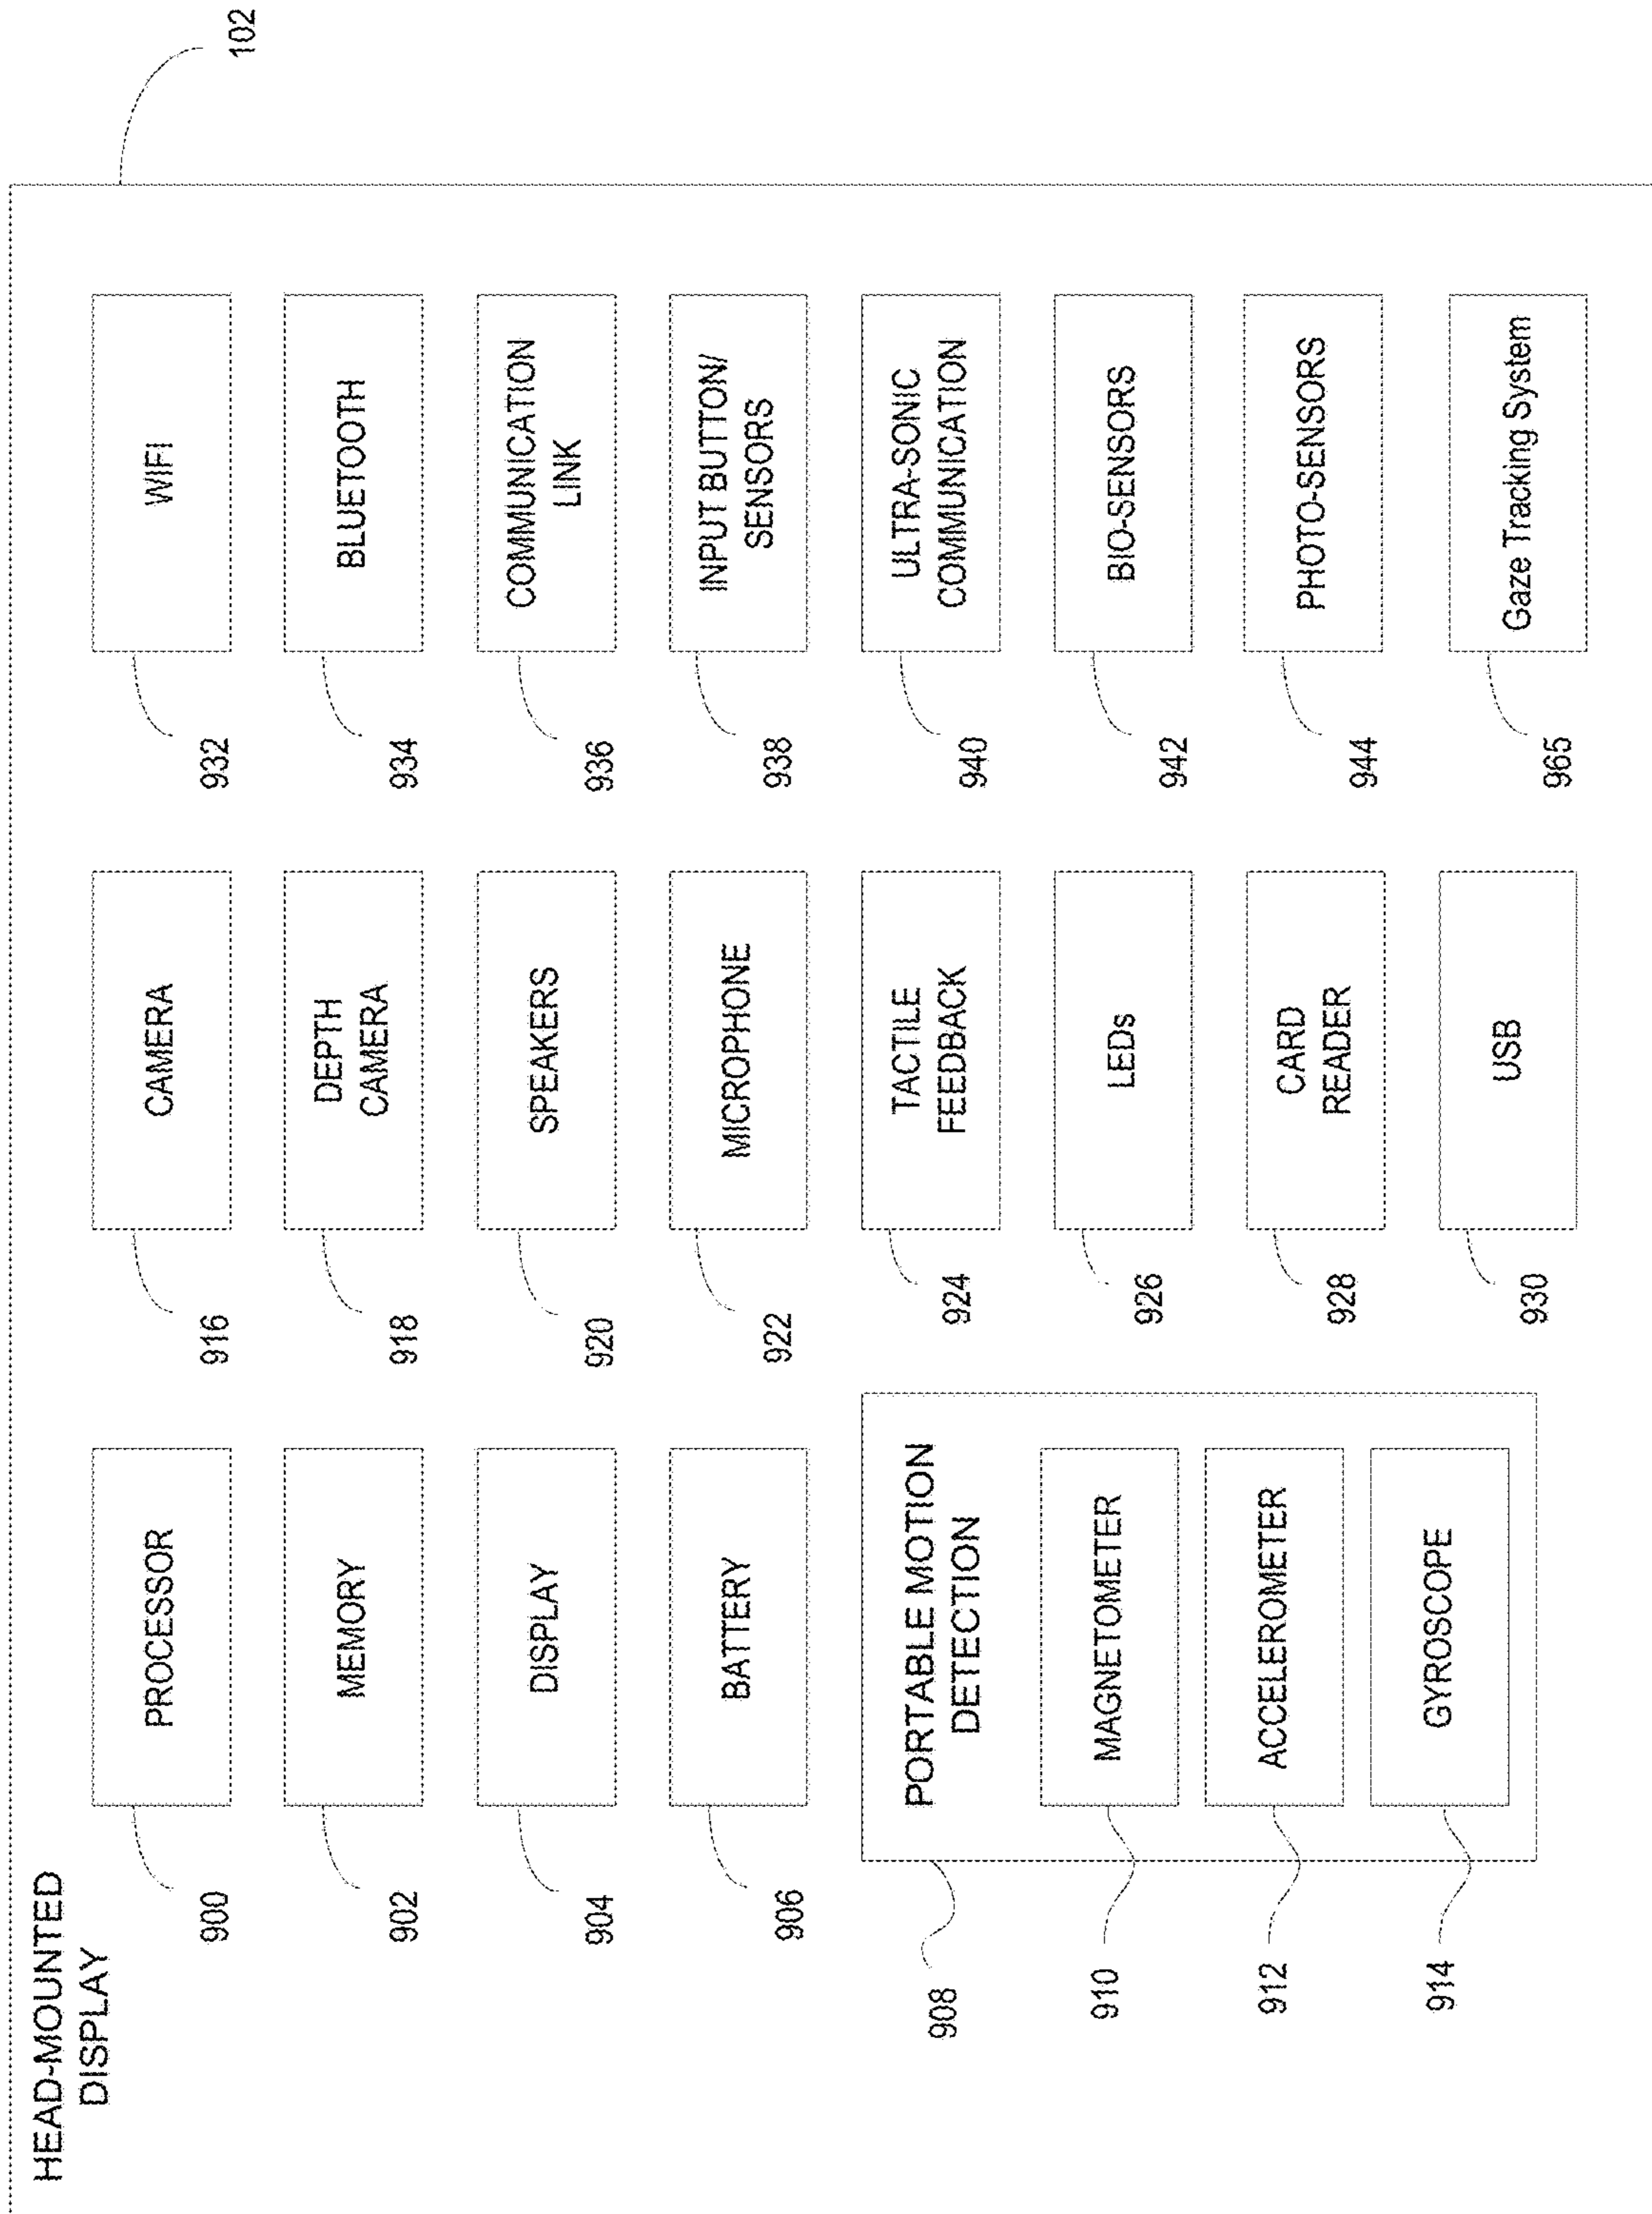 HEAD-MOUNTED
DISPLAY
102
900
PROCESSOR
902
MEMORY
904
DISPLAY
906
BATTERY
908
PORTABLE MOTION
DETECTION
910
MAGNETOMETER
912
ACCELEROMETER
914
GYROSCOPE
916
CAMERA
918
DEPTH
CAMERA
920
SPEAKERS
922
MICROPHONE
924
TACTILE
FEEDBACK
926
LEDs
928
CARD
READER
930
USB
932
WIFI
934
BLUETOOTH
936
COMMUNICATION
LINK
938
INPUT BUTTON/
SENSORS
940
ULTRA-SONIC
COMMUNICATION
942
BIO-SENSORS
944
PHOTO-SENSORS
965
Gaze Tracking System